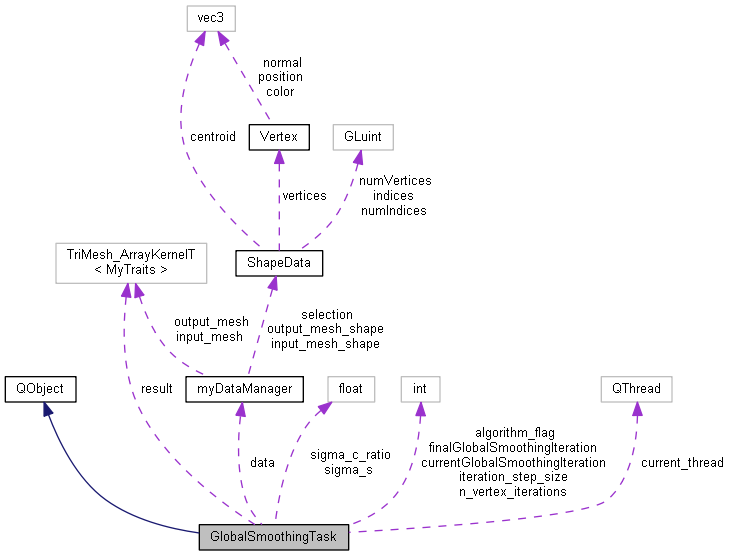 vec3
normal
position
color
centroid
Vertex
GLuint
vertices
numVertices
indices
numIndices
TriMesh_ArrayKernelT
< MyTraits >
ShapeData
output_mesh
input_mesh
selection
output_mesh_shape
input_mesh_shape
QObject
result
myDataManager
float
int
QThread
data
sigma_c_ratio
sigma_s
algorithm_flag
finalGlobalSmoothingIteration
currentGlobalSmoothingIteration
iteration_step_size
n_vertex_iterations
current_thread
GlobalSmoothingTask